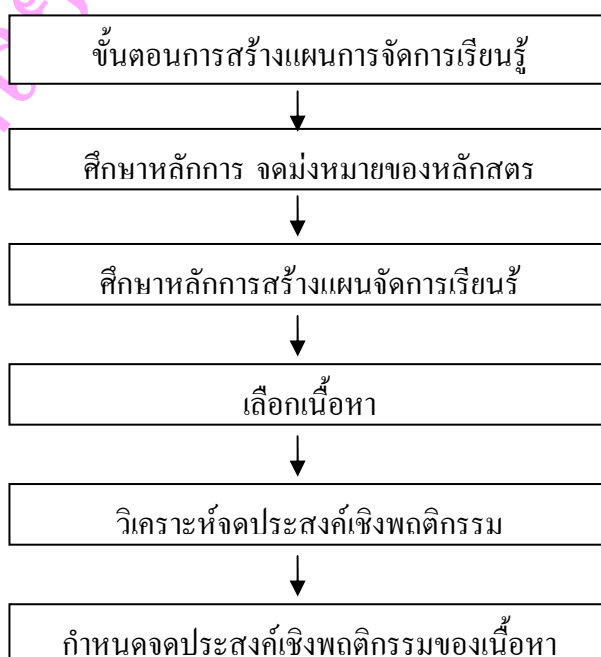 ขั้นตอนการสร้างแผนการจัดการเรียนรู้
ศึกษาหลักการ จุดมุ่งหมายของหลักสูตร
ศึกษาหลักการสร้างแผนจัดการเรียนรู้
เลือกเนื้อหา
วิเคราะห์จุดประสงค์เชิงพฤติกรรม
กำหนดจุดประสงค์เชิงพฤติกรรมของเนื้อหา